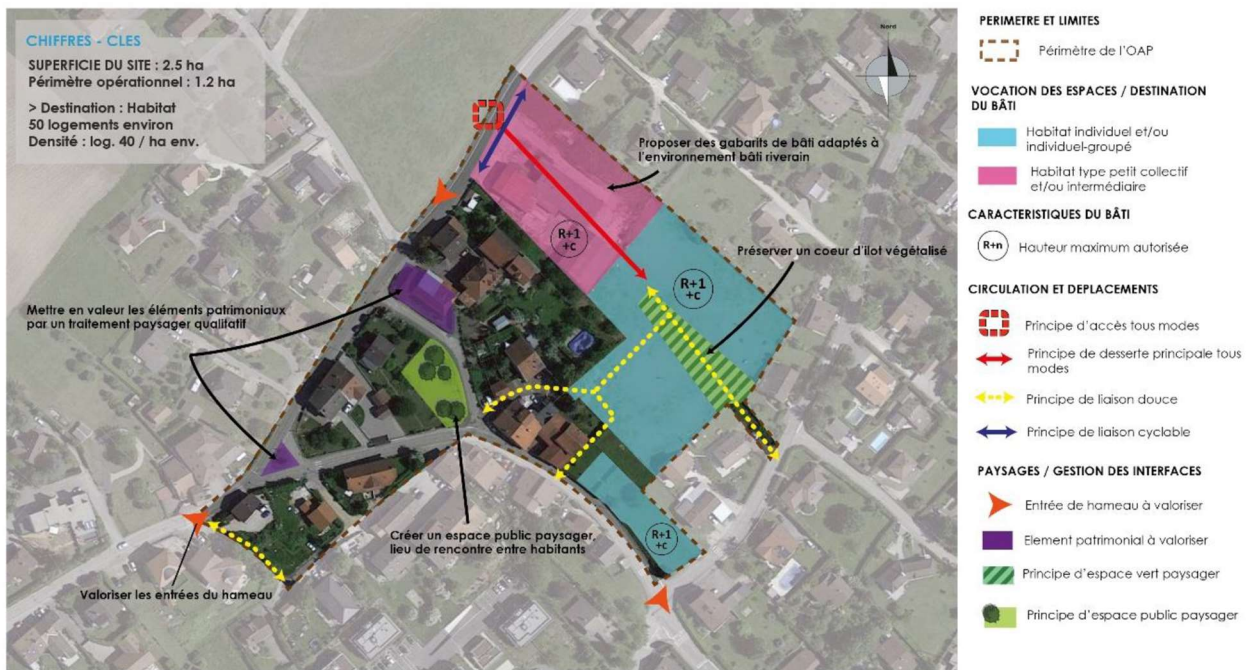 CHIFFRES - CLES
SUPERFICIE DU SITE : 2.5 ha
Périmètre opérationnel : 1.2 ha
> Destination : Habitat
50 logements environ
Densité : log. 40 / ha env.
Nord
Proposer des gabarits de bâti adaptés à
l'environnement bâti riverain
R+1
+c
Préserver un coeur d'ilot végétalisé
R+1
+c
Mettre en valeur les éléments patrimoniaux
par un traitement paysager qualitatif
Créer un espace public paysager,
lieu de rencontre entre habitants
R+1
+c
Valoriser les entrées du hameau
PERIMETRE ET LIMITES
Périmètre de l'OAP
VOCATION DES ESPACES / DESTINATION
DU BÂTI
Habitat individuel et/ou
individuel-groupé
Habitat type petit collectif
et/ou intermédiaire
CARACTERISTIQUES DU BÂTI
R+n
Hauteur maximum autorisée
CIRCULATION ET DEPLACEMENTS
Principe d'accès tous modes
Principe de desserte principale tous
modes
Principe de liaison douce
Principe de liaison cyclable
PAYSAGES / GESTION DES INTERFACES
Entrée de hameau à valoriser
Element patrimonial à valoriser
Principe d'espace vert paysager
Principe d'espace public paysager